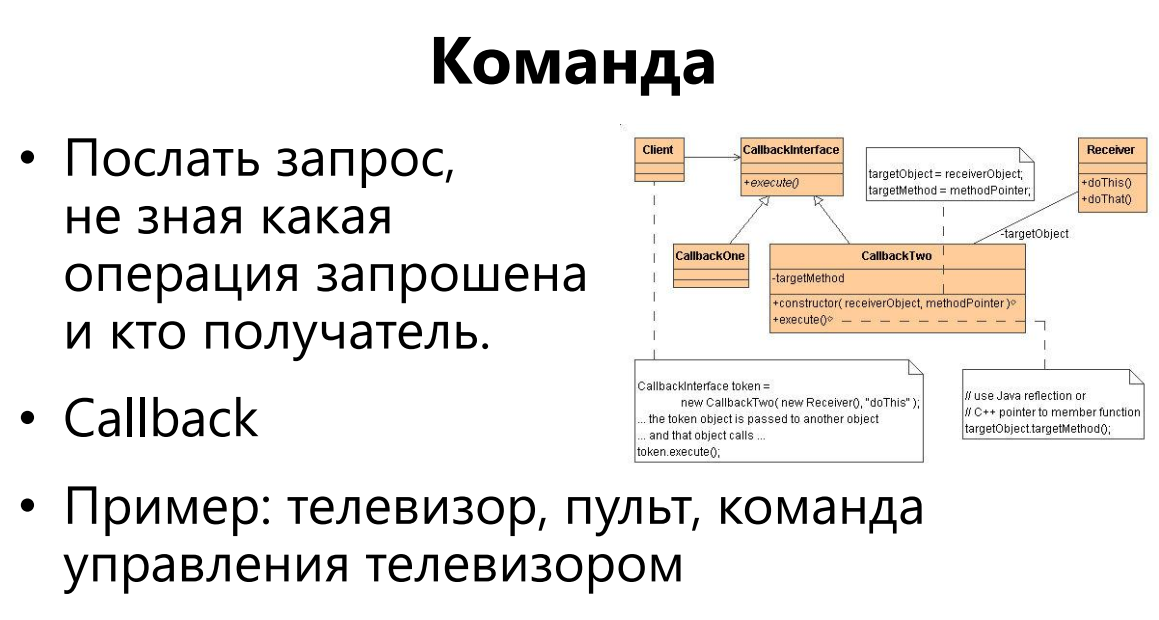 Команда
• Послать запрос,
не зная какая
операция запрошена
и кто получатель.
• Callback
• Пример: телевизор, пульт, команда
управления телевизором
Client
CallbackInterface
+execute()
targetObject = receiverObject;
targetMethod = methodPointer;
Receiver
+doThis()
+doThat()
-targetObject
CallbackOne
CallbackTwo
-targetMethod
+constructor( receiverObject, methodPointer )
+execute()
CallbackInterface token =
new CallbackTwo( new Receiver(), "doThis" );
... the token object is passed to another object
... and that object calls ...
token.execute();
// use Java reflection or
// C++ pointer to member function
targetObject.targetMethod();